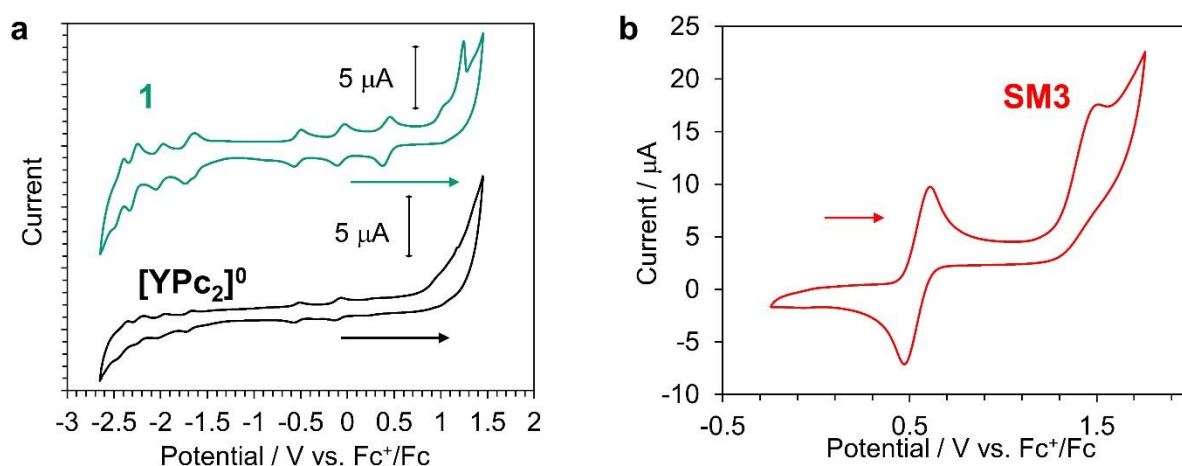 a
1
5 μA
5 μA
[YPc₂]⁰
Current
-3 -2.5 -2 -1.5 -1 -0.5 0 0.5 1 1.5 2
Potential / V vs. Fc⁺/Fc
b
SM3
Current / μA
25
20
15
10
5
0
-5
-10
-0.5 0.5 1.5
Potential / V vs. Fc⁺/Fc